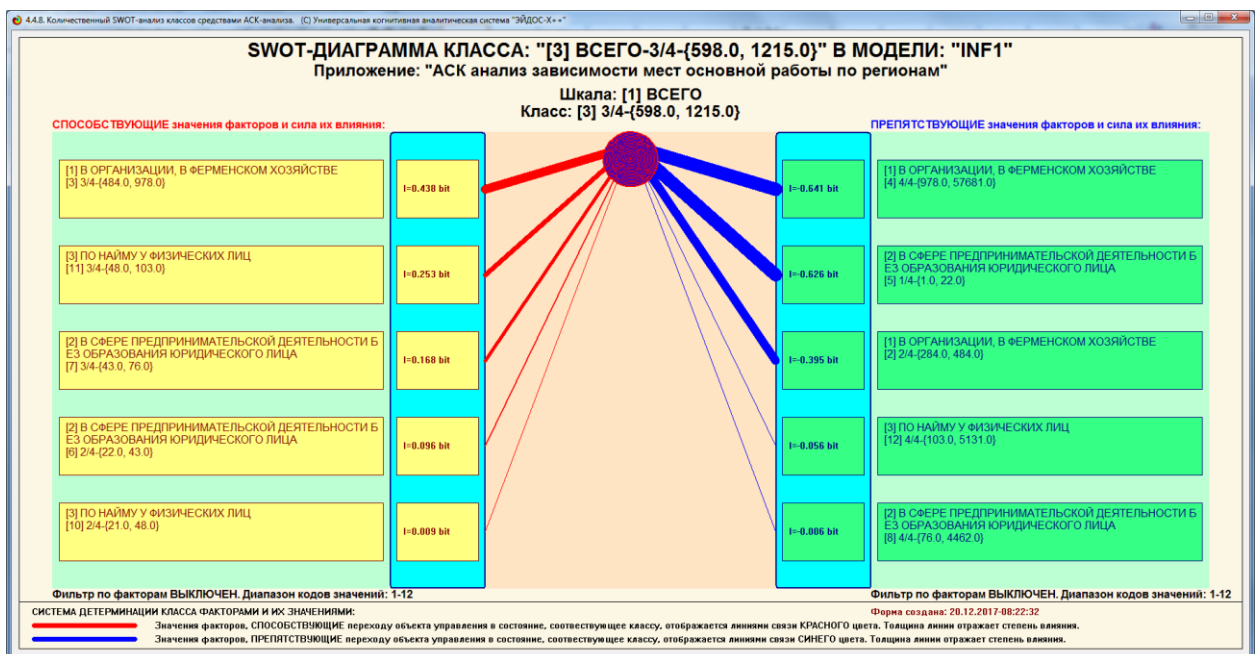 4.4.8. Количественный SWOT-анализ классов средствами АСК-анализа. (С) Универсальная когнитивная аналитическая система "ЭЙДОС-X++"
SWOT-ДИАГРАММА КЛАССА: "[3] ВСЕГО-3/4-{598.0, 1215.0}" В МОДЕЛИ: "INF1"
Приложение: "АСК анализ зависимости мест основной работы по регионам"
Шкала: [1] ВСЕГО
Класс: [3] 3/4-{598.0, 1215.0}
СПОСОБСТВУЮЩИЕ значения факторов и сила их влияния:
[1] В ОРГАНИЗАЦИИ, В ФЕРМЕНСКОМ ХОЗЯЙСТВЕ
[3] 3/4-{484.0, 978.0}
I=0.438 bit
[3] ПО НАЙМУ У ФИЗИЧЕСКИХ ЛИЦ
[11] 3/4-{48.0, 103.0}
I=0.253 bit
[2] В СФЕРЕ ПРЕДПРИНИМАТЕЛЬСКОЙ ДЕЯТЕЛЬНОСТИ Б
ЕЗ ОБРАЗОВАНИЯ ЮРИДИЧЕСКОГО ЛИЦА
[7] 3/4-{43.0, 76.0}
I=0.168 bit
[2] В СФЕРЕ ПРЕДПРИНИМАТЕЛЬСКОЙ ДЕЯТЕЛЬНОСТИ Б
ЕЗ ОБРАЗОВАНИЯ ЮРИДИЧЕСКОГО ЛИЦА
[6] 2/4-{22.0, 43.0}
I=0.096 bit
[3] ПО НАЙМУ У ФИЗИЧЕСКИХ ЛИЦ
[10] 2/4-{21.0, 48.0}
I=0.009 bit
Фильтр по факторам ВЫКЛЮЧЕН. Диапазон кодов значений: 1-12
ПРЕПЯТСТВУЮЩИЕ значения факторов и сила их влияния:
I=-0.641 bit
[1] В ОРГАНИЗАЦИИ, В ФЕРМЕНСКОМ ХОЗЯЙСТВЕ
[4] 4/4-{978.0, 57681.0}
I=-0.626 bit
[2] В СФЕРЕ ПРЕДПРИНИМАТЕЛЬСКОЙ ДЕЯТЕЛЬНОСТИ Б
ЕЗ ОБРАЗОВАНИЯ ЮРИДИЧЕСКОГО ЛИЦА
[5] 1/4-{1.0, 22.0}
I=-0.395 bit
[1] В ОРГАНИЗАЦИИ, В ФЕРМЕНСКОМ ХОЗЯЙСТВЕ
[2] 2/4-{284.0, 484.0}
I=-0.056 bit
[3] ПО НАЙМУ У ФИЗИЧЕСКИХ ЛИЦ
[12] 4/4-{103.0, 5131.0}
I=-0.006 bit
[2] В СФЕРЕ ПРЕДПРИНИМАТЕЛЬСКОЙ ДЕЯТЕЛЬНОСТИ Б
ЕЗ ОБРАЗОВАНИЯ ЮРИДИЧЕСКОГО ЛИЦА
[8] 4/4-{76.0, 4462.0}
Фильтр по факторам ВЫКЛЮЧЕН. Диапазон кодов значений: 1-12
СИСТЕМА ДЕТЕРМИНАЦИИ КЛАССА ФАКТОРАМИ И ИХ ЗНАЧЕНИЯМИ:
Форма создана: 20.12.2017-08:22:32
Значения факторов, СПОСОБСТВУЮЩИЕ переходу объекта управления в состояние, соотвествующее классу, отображается линиями связи КРАСНОГО цвета. Толщина линии отражает степень влияния.
Значения факторов, ПРЕПЯТСТВУЮЩИЕ переходу объекта управления в состояние, соотвествующее классу, отображается линиями связи СИНЕГО цвета. Толщина линии отражает степень влияния.